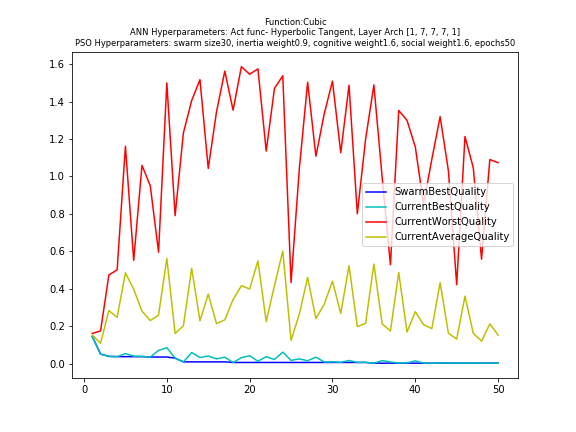 Function:Cubic
ANN Hyperparameters: Act func- Hyperbolic Tangent, Layer Arch [1, 7, 7, 7, 1]
PSO Hyperparameters: swarm size30, inertia weight0.9, cognitive weight1.6, social weight1.6, epochs50
1.6
1.4
1.2
1.0
0.8
0.6
0.4
0.2
0.0
SwarmBestQuality
CurrentBestQuality
CurrentWorstQuality
CurrentAverageQuality
0 10 20 30 40 50